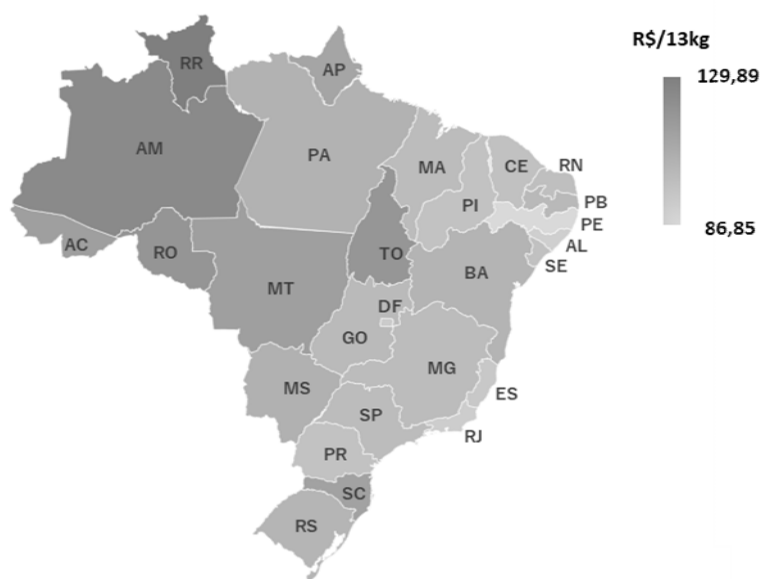 R$/13kg
129,89
86,85
RR
AP
AM
PA
MA
CE
RN
PI
PB
PE
AL
SE
AC
RO
TO
BA
MT
DF
GO
MG
MS
ES
SP
RJ
PR
SC
RS